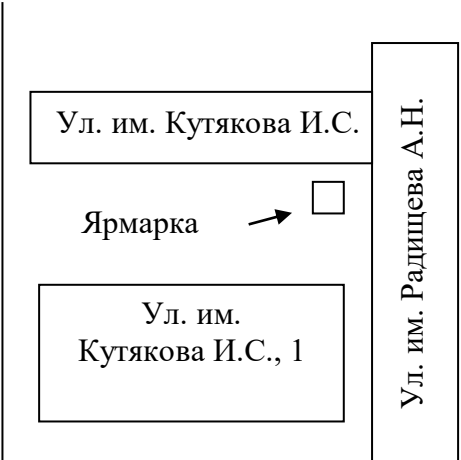 Ул. им. Кутякова И.С.
Ул. им. Радищева А.Н.
Ярмарка
Ул. им.
Кутякова И.С., 1